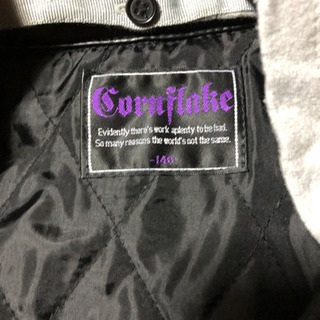 Cornflake
Evidently there's work aplenty to be had.
So many reasons the world's not the same.
-140-